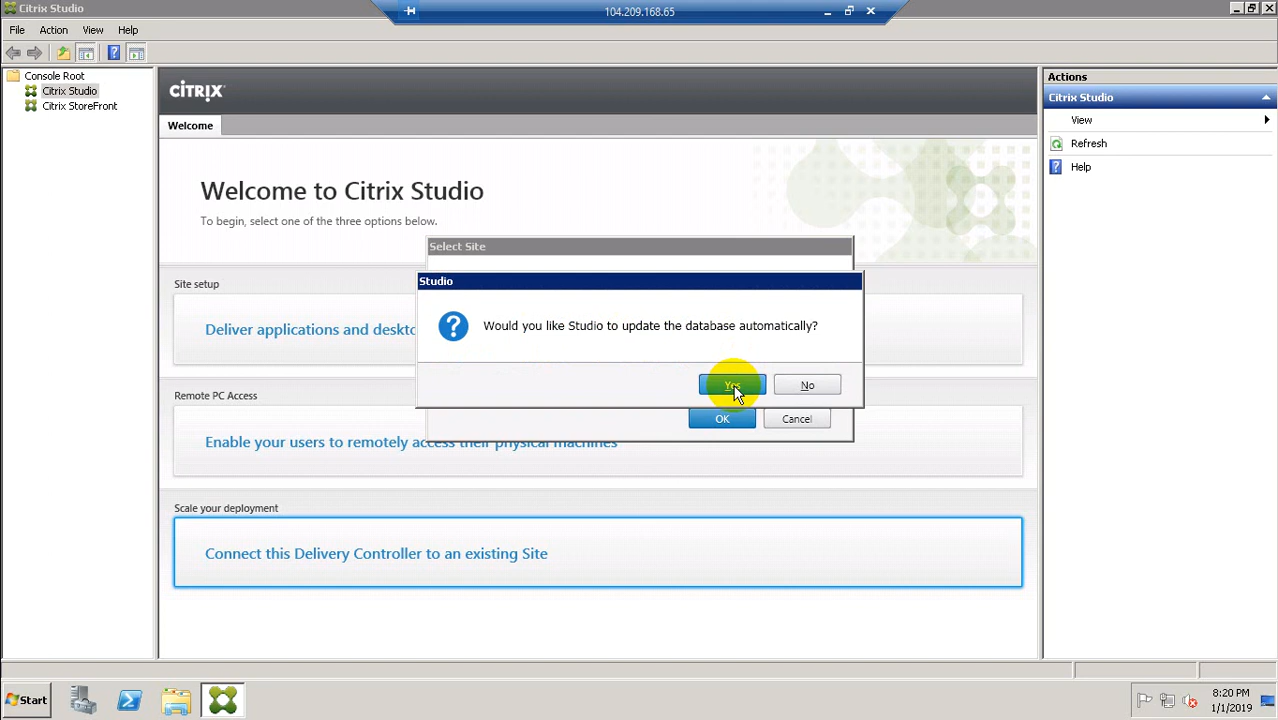 Citrix Studio
104.209.168.65
File Action View Help
Console Root
Citrix Studio
Citrix StoreFront
CITRIX
Welcome
Welcome to Citrix Studio
To begin, select one of the three options below.
Site setup
Deliver applications and deskto
Remote PC Access
Enable your users to remotely access their physical machines
Scale your deployment
Connect this Delivery Controller to an existing Site
Select Site
Studio
Would you like Studio to update the database automatically?
Yes No
OK Cancel
Actions
Citrix Studio
View
Refresh
Help
Start
8:20 PM
1/1/2019